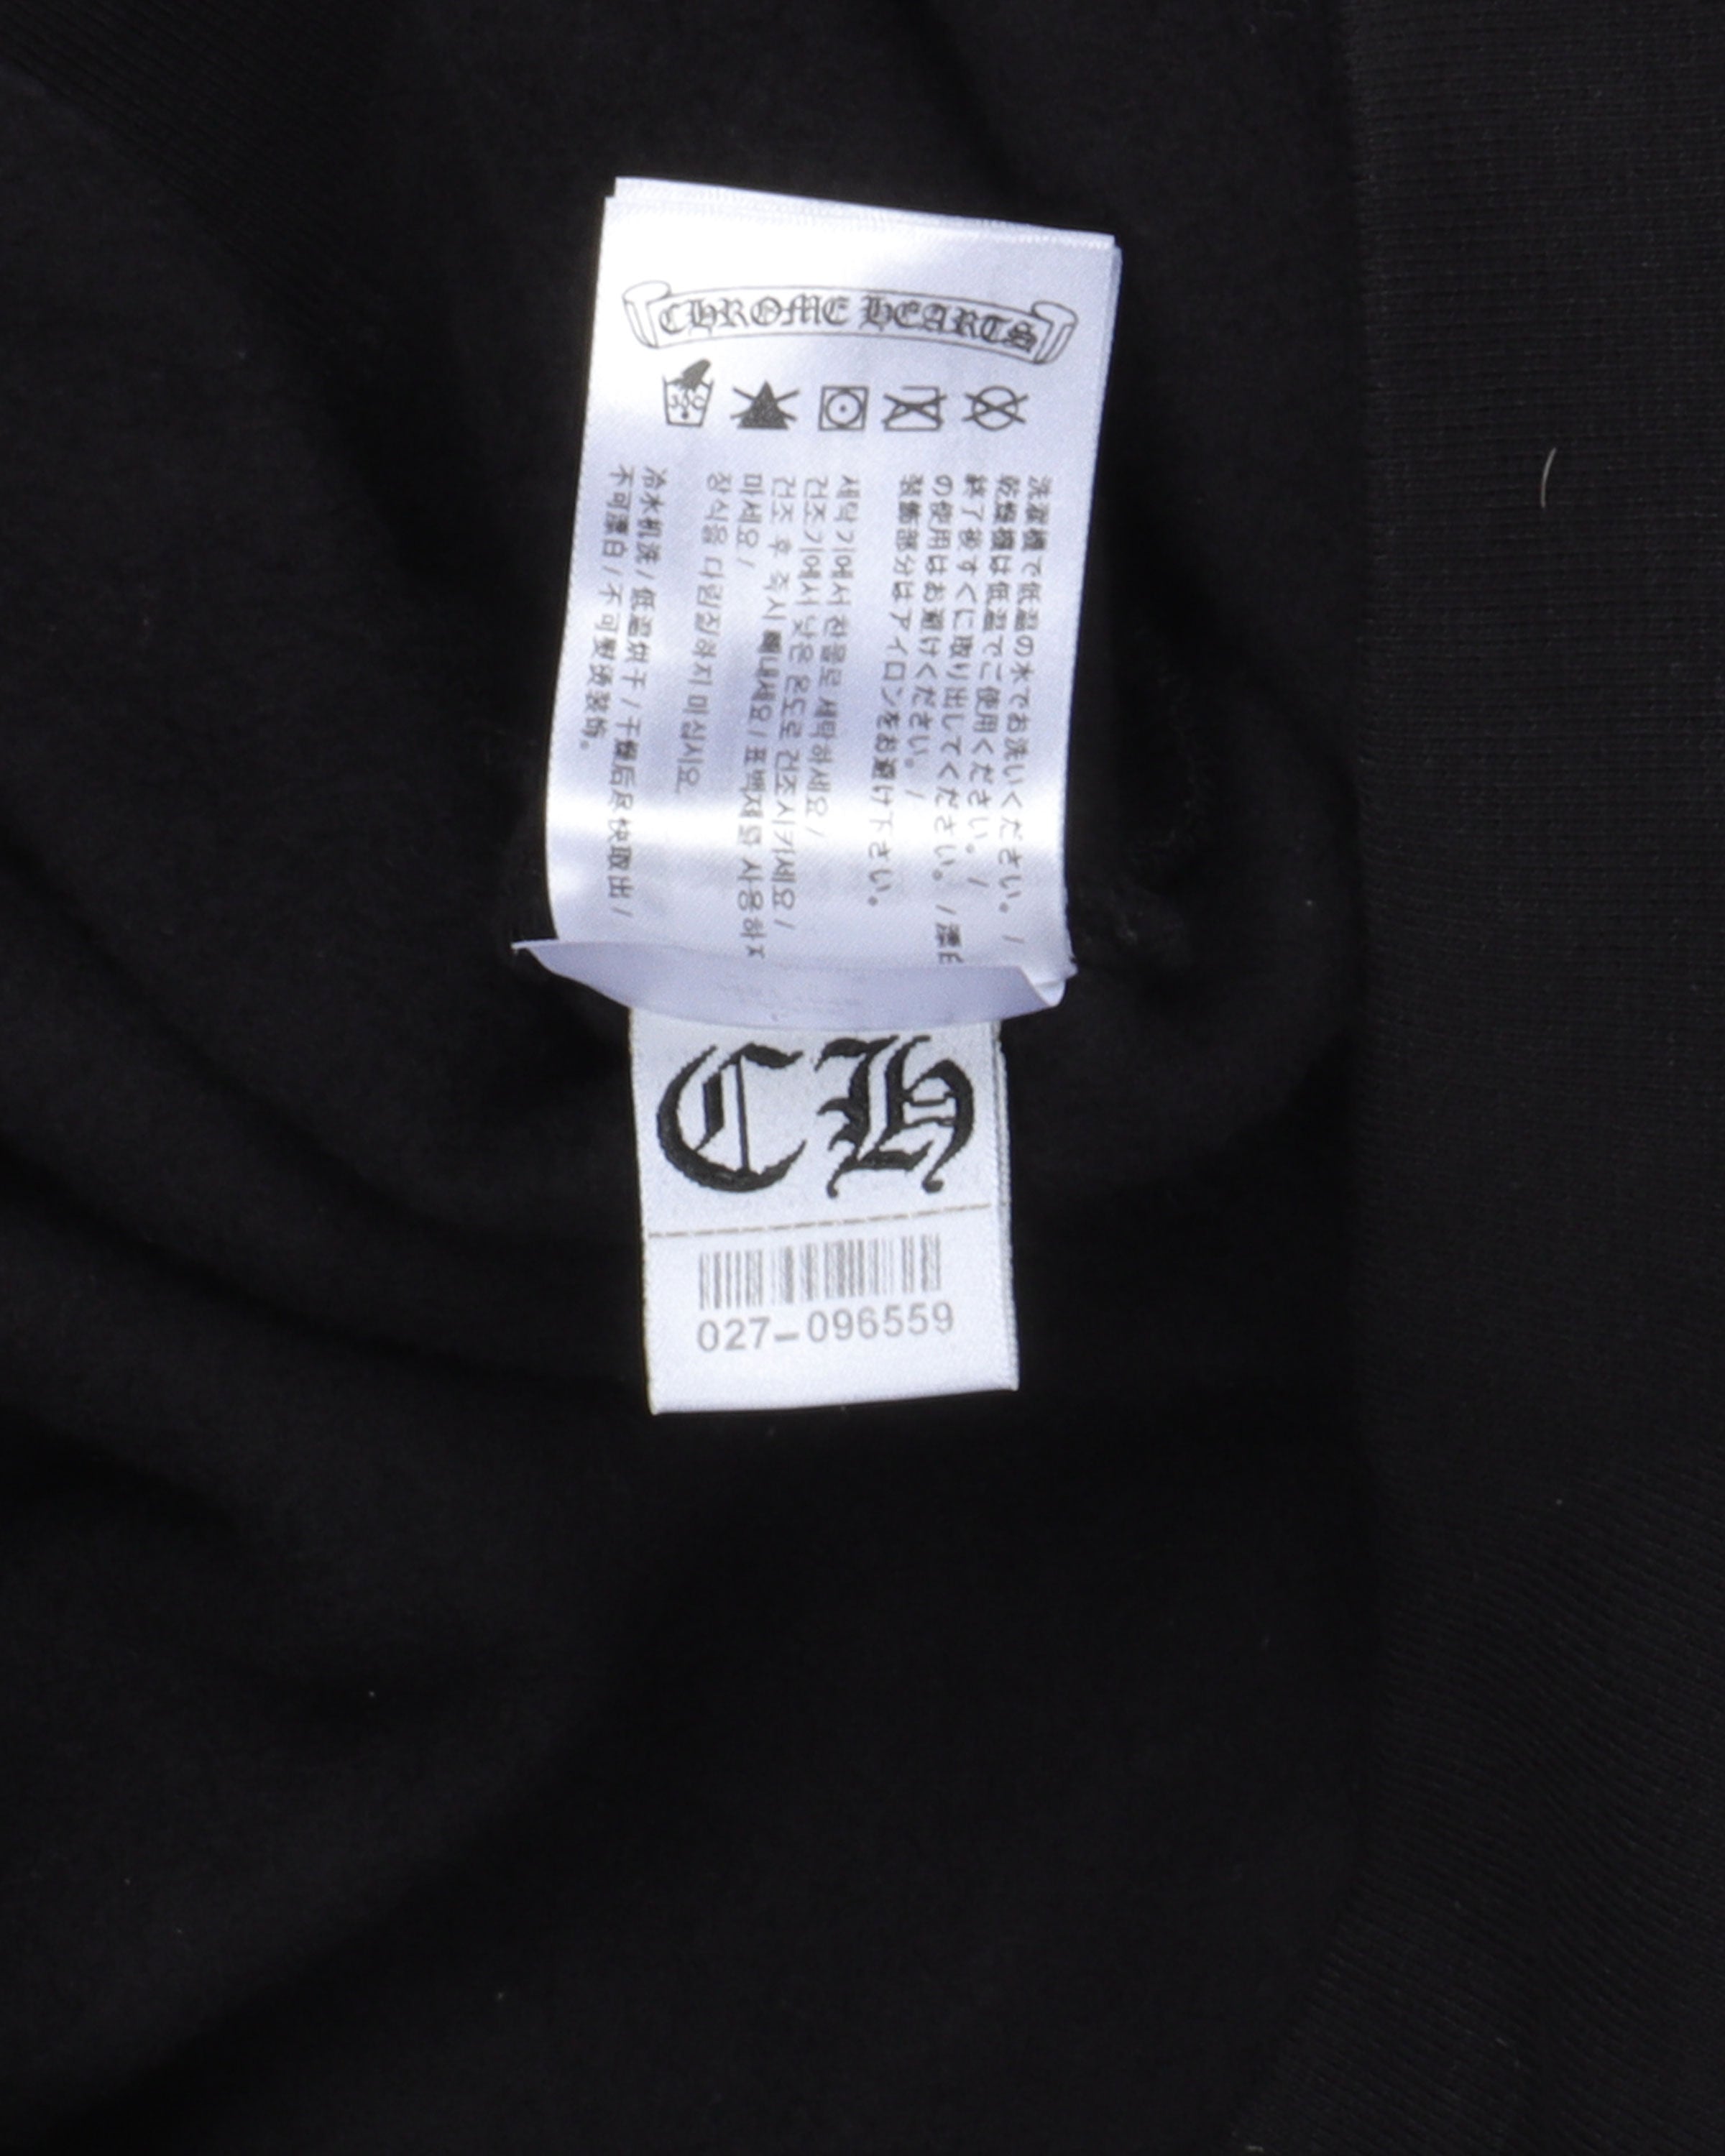 CHROME HEARTS
洗濯機で低温の水でお洗いください。/
乾燥機は低温でご使用ください。/
終了後すぐに取り出してください。/漂白
の使用はお避けください。/
装飾部分はアイロンをお避け下さい。
세탁기에서 찬물로 세탁하세요 /
건조기에서 낮은 온도로 건조시키세요 /
건조 후 즉시 빼내세요 / 표백제를 사용하지
마세요 /
장식을 다림질하지 마십시요
冷水机洗 / 低温烘干 / 干燥后尽快取出 /
不可漂白 / 不可熨烫装饰。
CH
027-096559